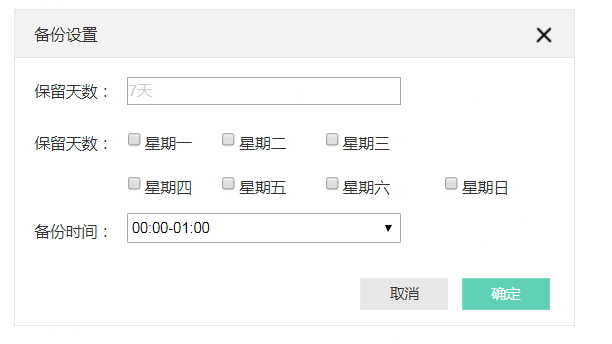 备份设置
保留天数： 7天
保留天数： 星期一 星期二 星期三
星期四 星期五 星期六 星期日
备份时间： 00:00-01:00
取消 确定